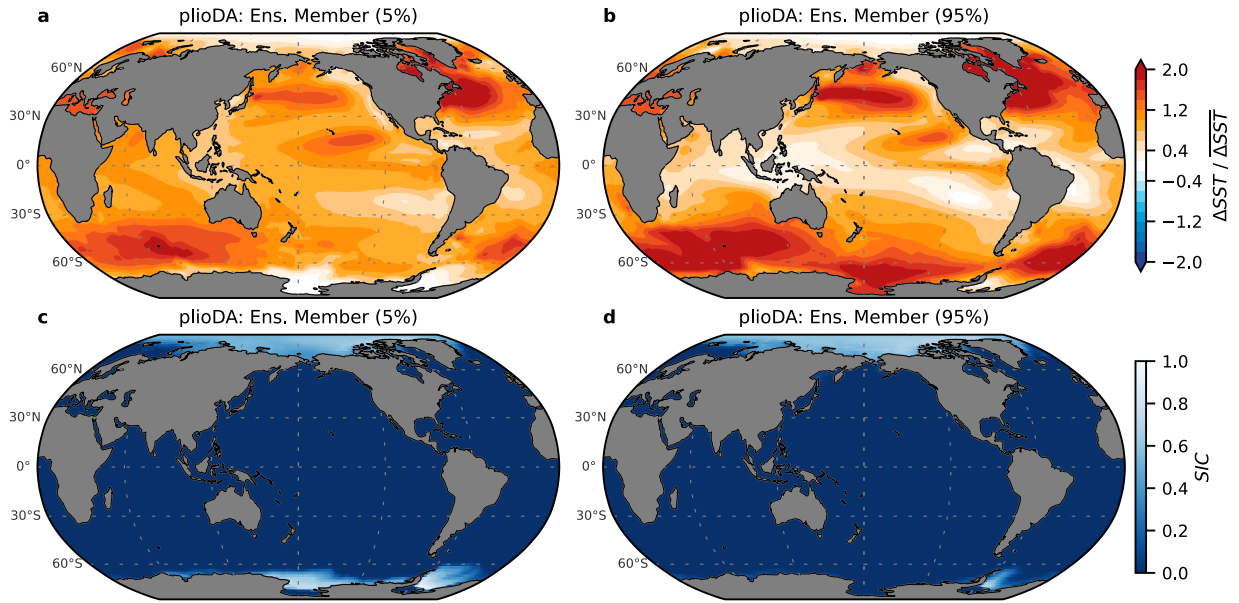 a plioDA: Ens. Member (5%)
b plioDA: Ens. Member (95%)
60°N
30°N
0°
30°S
60°S
60°N
30°N
0°
30°S
60°S
2.0
1.2
0.4
−0.4
−1.2
−2.0
ΔSST / ΔSST
c plioDA: Ens. Member (5%)
d plioDA: Ens. Member (95%)
60°N
30°N
0°
30°S
60°S
60°N
30°N
0°
30°S
60°S
1.0
0.8
0.6
0.4
0.2
0.0
SIC